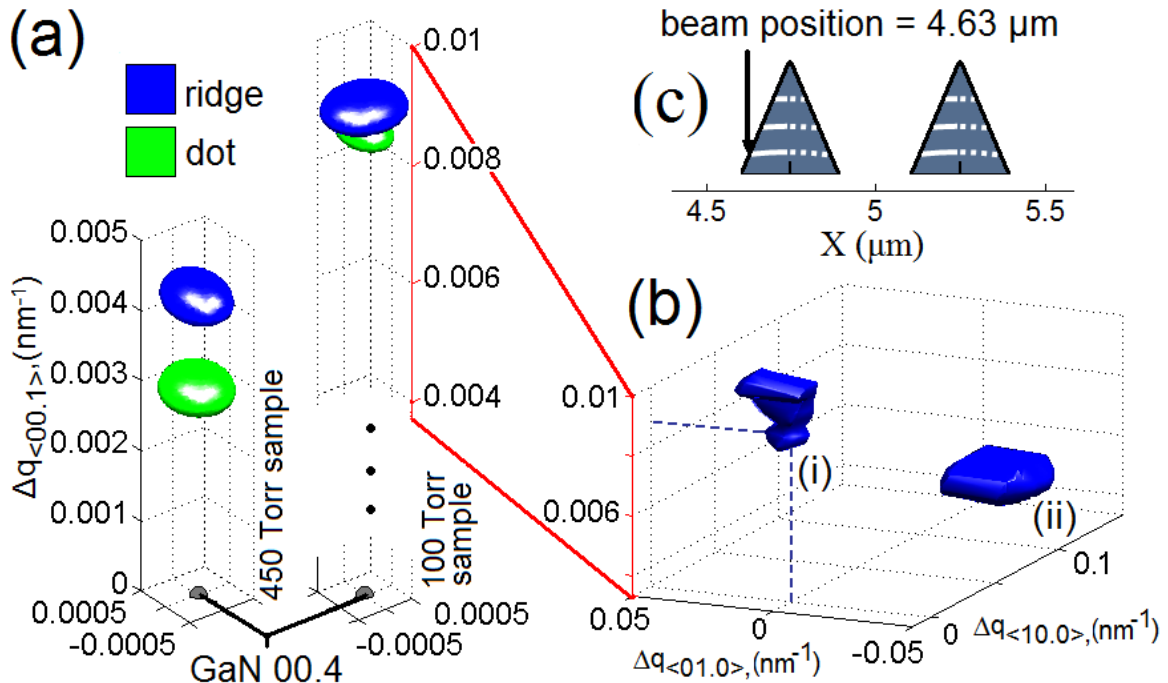 (a)
ridge
dot
0.01
0.008
0.006
0.004
0.005
0.004
0.003
0.002
0.001
0
Δq<00.1>,(nm⁻¹)
450 Torr sample
100 Torr
sample
0.0005
-0.0005
-0.0005
0.0005
GaN 00.4
beam position = 4.63 µm
(c)
4.5
5
5.5
X (µm)
(b)
0.01
0.006
(i)
(ii)
0.05
0
-0.05
0
0.1
Δq<01.0>,(nm⁻¹)
Δq<10.0>,(nm⁻¹)